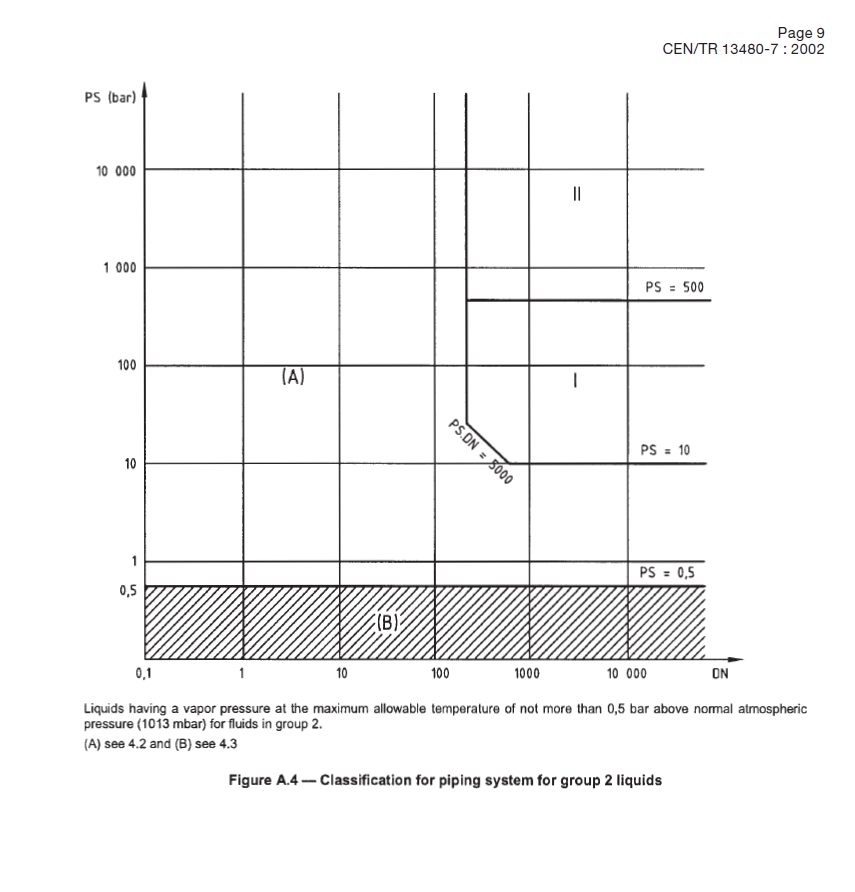 Page 9
CEN/TR 13480-7 : 2002
PS (bar)
10 000
II
1 000
PS = 500
100
(A)
I
PS.DN = 5000
PS = 10
10
1
PS = 0,5
0,5
(B)
0,1 1 10 100 1000 10 000 DN
Liquids having a vapor pressure at the maximum allowable temperature of not more than 0,5 bar above normal atmospheric
pressure (1013 mbar) for fluids in group 2.
(A) see 4.2 and (B) see 4.3
Figure A.4 — Classification for piping system for group 2 liquids